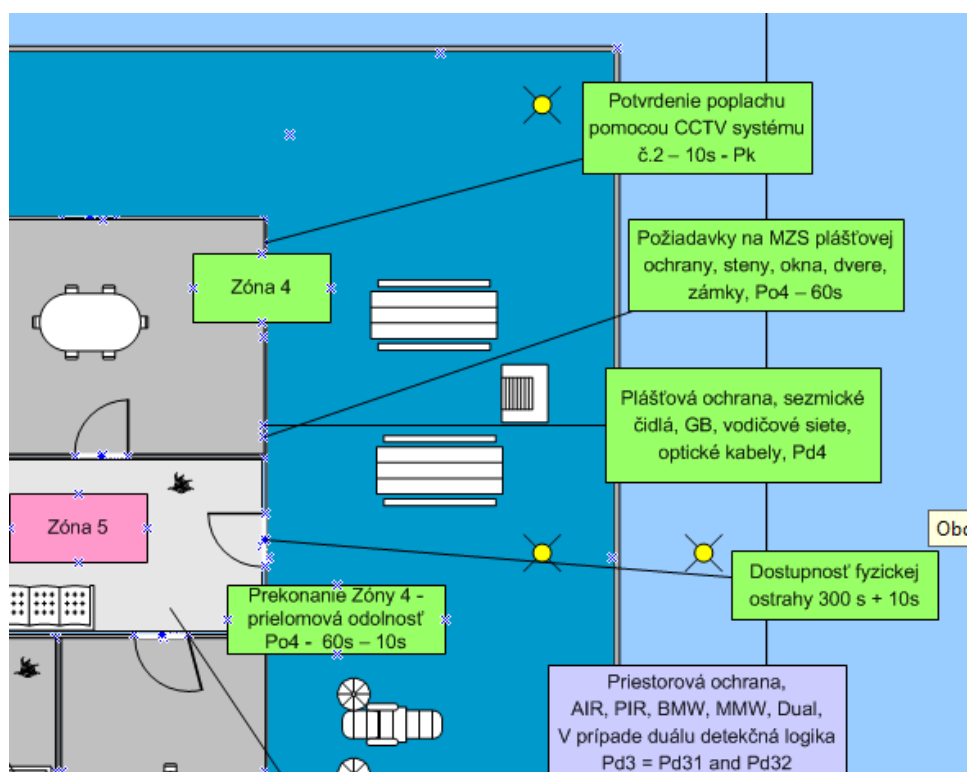 Potvrdenie poplachu
pomocou CCTV systému
č.2 – 10s - Pk
Požiadavky na MZS plášťovej
ochrany, steny, okna, dvere,
zámky, Po4 – 60s
Zóna 4
Plášťová ochrana, sezmické
čidlá, GB, vodičové siete,
optické kabely, Pd4
Zóna 5
Dostupnosť fyzickej
ostrahy 300 s + 10s
Prekonanie Zóny 4 -
prielomová odolnosť
Po4 - 60s – 10s
Priestorová ochrana,
AIR, PIR, BMW, MMW, Dual,
V prípade duálu detekčná logika
Pd3 = Pd31 and Pd32